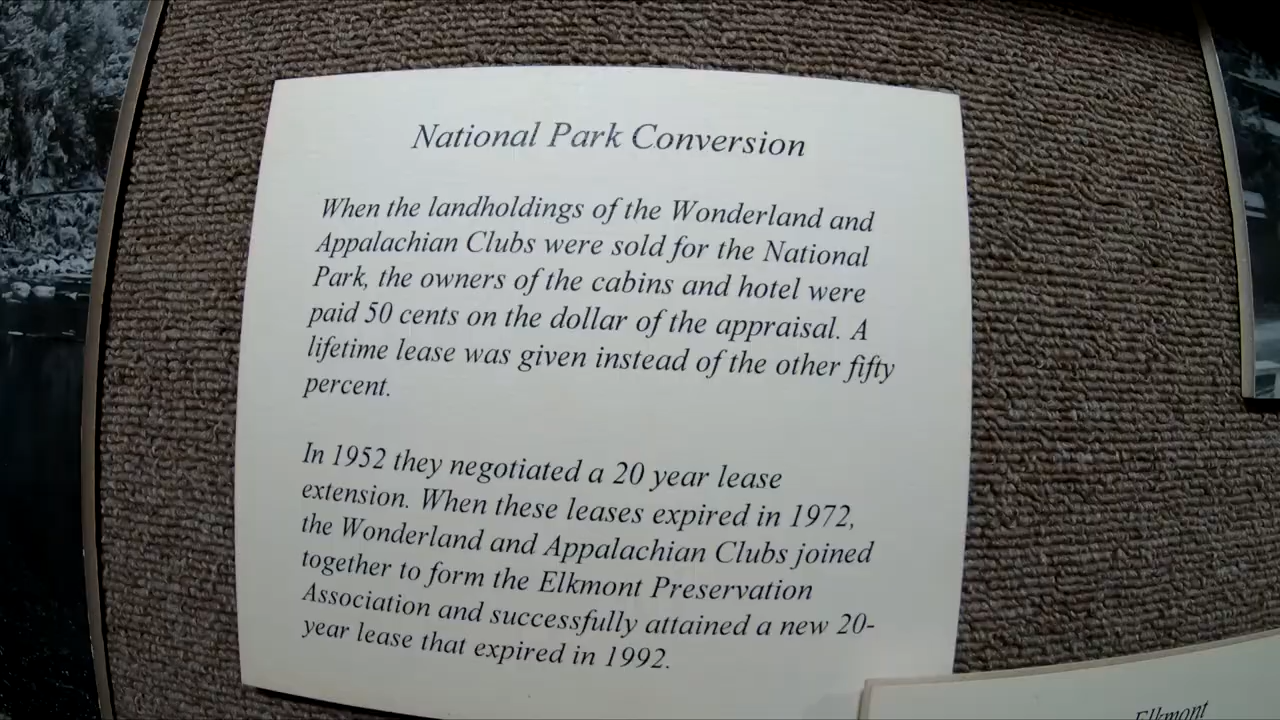 National Park Conversion
When the landholdings of the Wonderland and
Appalachian Clubs were sold for the National
Park, the owners of the cabins and hotel were
paid 50 cents on the dollar of the appraisal. A
lifetime lease was given instead of the other fifty
percent.
In 1952 they negotiated a 20 year lease
extension. When these leases expired in 1972,
the Wonderland and Appalachian Clubs joined
together to form the Elkmont Preservation
Association and successfully attained a new 20-
year lease that expired in 1992.
Elkmont